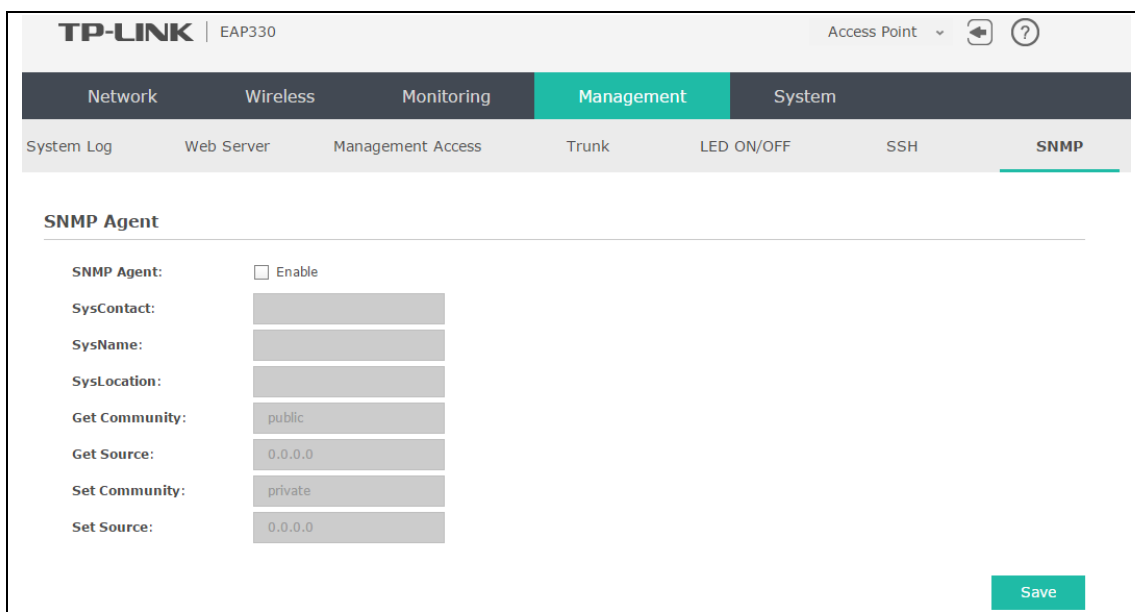 TP-LINK | EAP330 Access Point ?
Network Wireless Monitoring Management System
System Log Web Server Management Access Trunk LED ON/OFF SSH SNMP
SNMP Agent
SNMP Agent: Enable
SysContact:
SysName:
SysLocation:
Get Community: public
Get Source: 0.0.0.0
Set Community: private
Set Source: 0.0.0.0
Save